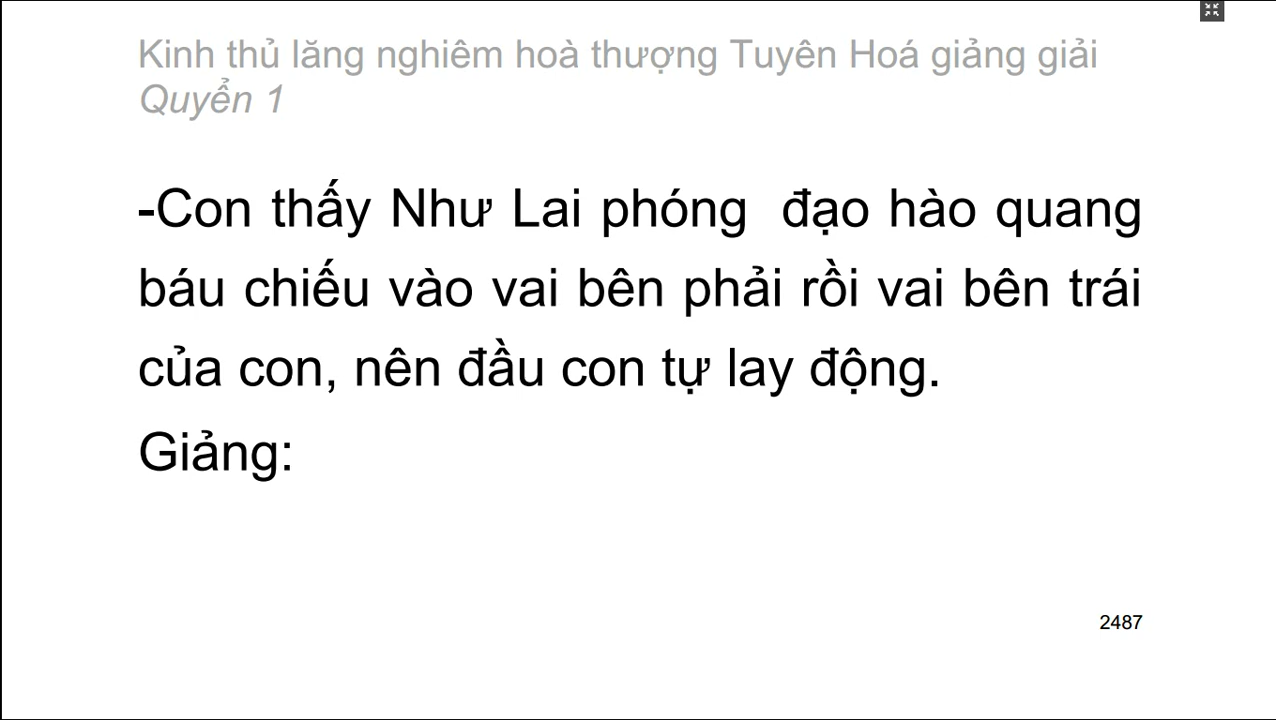 Kinh thủ lăng nghiêm hoà thượng Tuyên Hoá giảng giải
Quyển 1
-Con thấy Như Lai phóng đạo hào quang
báu chiếu vào vai bên phải rồi vai bên trái
của con, nên đầu con tự lay động.
Giảng:
2487